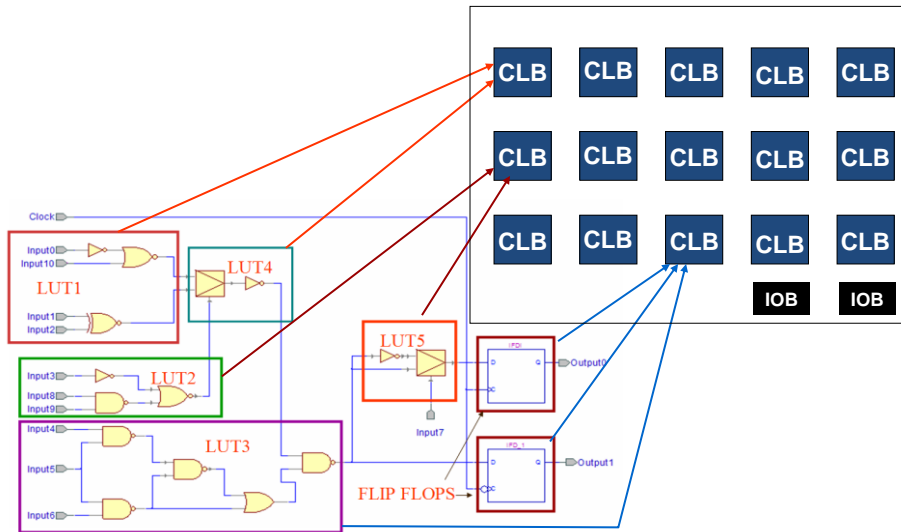 CLB CLB CLB CLB CLB
CLB CLB CLB CLB CLB
CLB CLB CLB CLB CLB
IOB IOB
Clock
Input0
Input10
LUT1
Input1
Input2
LUT4
Input3
LUT2
Input8
Input9
LUT5
Input7
Input4
LUT3
Input5
Input6
D Q
C
Output0
IFD_1
D Q
C
Output1
FLIP FLOPS